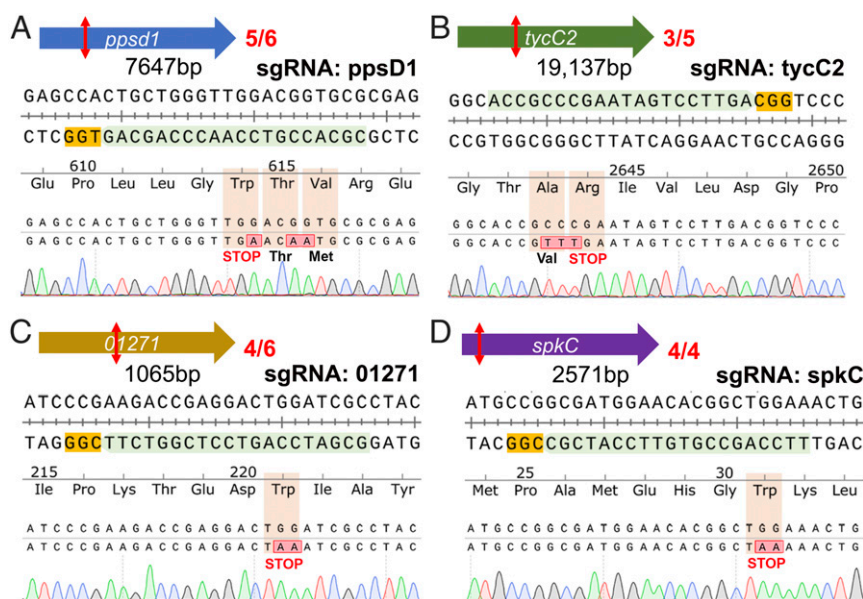 A
ppsd1
5/6
7647bp sgRNA: ppsD1
GAGCCACTGCTGGGTTGGACGGTGCGCGAG
CTCGGTGACGACCCAACCTGCCACGCGCTC
610 615
Glu Pro Leu Leu Gly Trp Thr Val Arg Glu
GAGCCACTGCTGGGTTGGACGGTGCGCGAG
GAGCCACTGCTGGGTTGAACAATGCGCGAG
STOP Thr Met
B
tycC2
3/5
19,137bp sgRNA: tycC2
GGCACCGCCCGAATAGTCCTTGACGGTCCC
CCGTGGCGGGCTTATCAGGAACTGCCAGGG
2645 2650
Gly Thr Ala Arg Ile Val Leu Asp Gly Pro
GGCACCGCCCGAATAGTCCTTGACGGTCCC
GGCACCGTTTGAATAGTCCTTGACGGTCCC
Val STOP
C
01271
4/6
1065bp sgRNA: 01271
ATCCCGAAGACCGAGGACTGGATCGCCTAC
TAGGGCTTCTGGCTCCTGACCTAGCGGATG
215 220
Ile Pro Lys Thr Glu Asp Trp Ile Ala Tyr
ATCCCGAAGACCGAGGACTGGATCGCCTAC
ATCCCGAAGACCGAGGACTAAATCGCCTAC
STOP
D
spkC
4/4
2571bp sgRNA: spkC
ATGCCGGCGATGGAACACGGCTGGAAACTG
TACGGCCGCTACCTTGTGCCGACCTTTGAC
25 30
Met Pro Ala Met Glu His Gly Trp Lys Leu
ATGCCGGCGATGGAACACGGCTGGAAACTG
ATGCCGGCGATGGAACACGGCTAAAAACTG
STOP